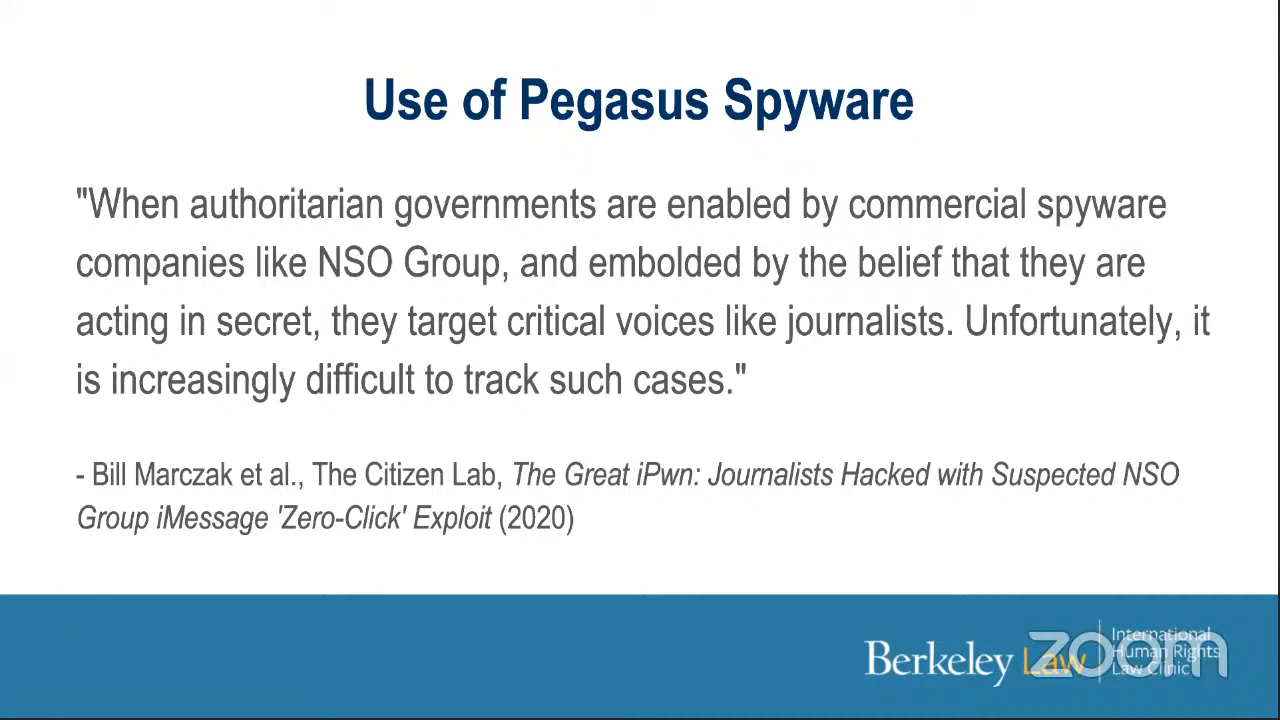 Use of Pegasus Spyware
"When authoritarian governments are enabled by commercial spyware
companies like NSO Group, and embolded by the belief that they are
acting in secret, they target critical voices like journalists. Unfortunately, it
is increasingly difficult to track such cases."
- Bill Marczak et al., The Citizen Lab, The Great iPwn: Journalists Hacked with Suspected NSO
Group iMessage 'Zero-Click' Exploit (2020)
Berkeley Law
International
Human Rights
Law Clinic
zoom